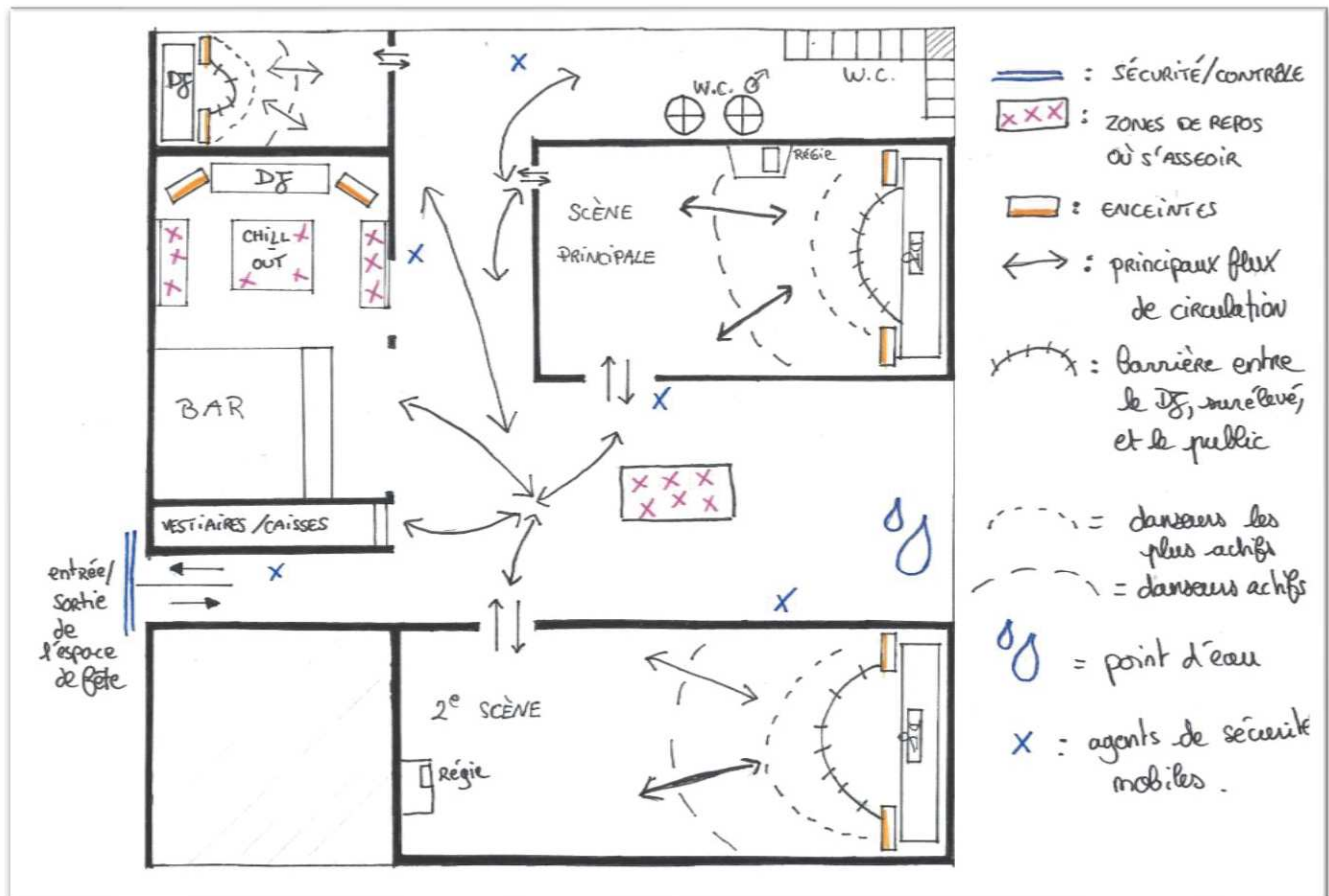 DJ
W.C.
W.C.
RÉGIE
DJ
SCÈNE
PRINCIPALE
CHILL
OUT
DJ
BAR
VESTIAIRES/CAISSES
entrée/
sortie
de
l'espace
de fête
2e SCÈNE
Régie
DJ
: SÉCURITÉ/CONTRÔLE
: ZONES DE REPOS
OÙ S'ASSEOIR
: ENCEINTES
: principaux flux
de circulation
: barrière entre
le DJ, surélevé,
et le public
= danseurs les
plus actifs
= danseurs actifs
= point d'eau
: agents de sécurité
mobiles.